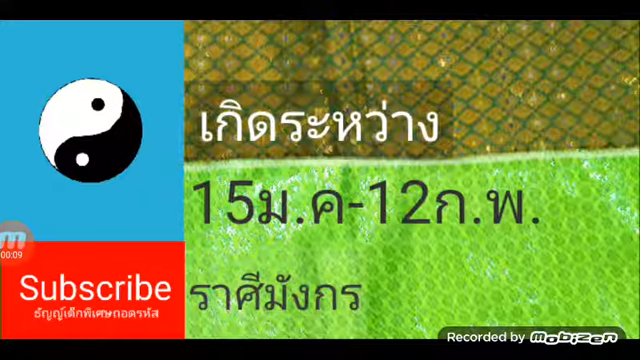 เกิดระหว่าง
15ม.ค-12ก.พ.
ราศีมังกร
00:09
Subscribe
ธัญญ์เด็กพิเศษถอดรหัส
Recorded by mobizen